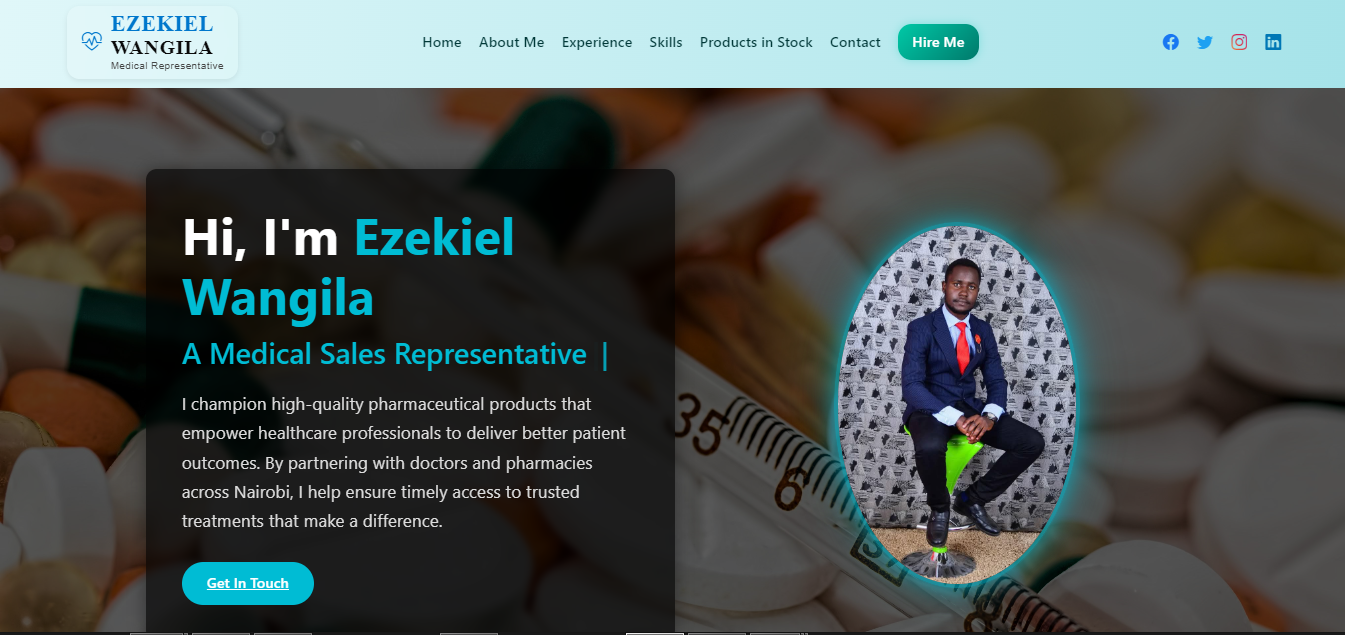 EZEKIEL
WANGILA
Medical Representative
Home About Me Experience Skills Products in Stock Contact Hire Me
Hi, I'm Ezekiel
Wangila
A Medical Sales Representative |
I champion high-quality pharmaceutical products that
empower healthcare professionals to deliver better patient
outcomes. By partnering with doctors and pharmacies
across Nairobi, I help ensure timely access to trusted
treatments that make a difference.
Get In Touch
35
6